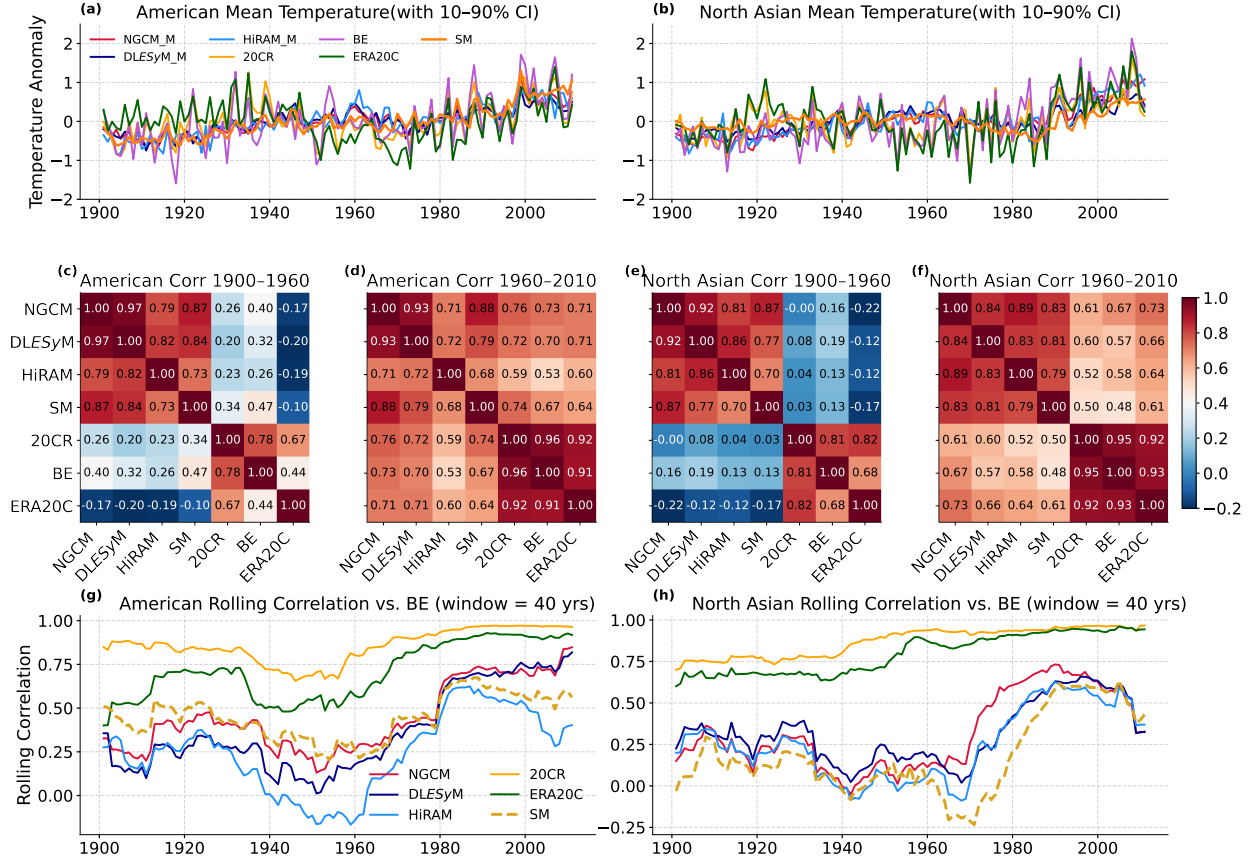 (a) American Mean Temperature(with 10–90% CI)
(b) North Asian Mean Temperature(with 10–90% CI)
Temperature Anomaly
NGCM_M HiRAM_M BE SM
DLESyM_M 20CR ERA20C
2
1
0
−1
−2
1900 1920 1940 1960 1980 2000
2
1
0
−1
−2
1900 1920 1940 1960 1980 2000
(c) American Corr 1900–1960
(d) American Corr 1960–2010
(e) North Asian Corr 1900–1960
(f) North Asian Corr 1960–2010
NGCM 1.00 0.97 0.79 0.87 0.26 0.40 -0.17
DLESyM 0.97 1.00 0.82 0.84 0.20 0.32 -0.20
HiRAM 0.79 0.82 1.00 0.73 0.23 0.26 -0.19
SM 0.87 0.84 0.73 1.00 0.34 0.47 -0.10
20CR 0.26 0.20 0.23 0.34 1.00 0.78 0.67
BE 0.40 0.32 0.26 0.47 0.78 1.00 0.44
ERA20C -0.17 -0.20 -0.19 -0.10 0.67 0.44 1.00
NGCM DLESyM HiRAM SM 20CR BE ERA20C
1.00 0.93 0.71 0.88 0.76 0.73 0.71
0.93 1.00 0.72 0.79 0.72 0.70 0.71
0.71 0.72 1.00 0.68 0.59 0.53 0.60
0.88 0.79 0.68 1.00 0.74 0.67 0.64
0.76 0.72 0.59 0.74 1.00 0.96 0.92
0.73 0.70 0.53 0.67 0.96 1.00 0.91
0.71 0.71 0.60 0.64 0.92 0.91 1.00
NGCM DLESyM HiRAM SM 20CR BE ERA20C
1.00 0.92 0.81 0.87 -0.00 0.16 -0.22
0.92 1.00 0.86 0.77 0.08 0.19 -0.12
0.81 0.86 1.00 0.70 0.04 0.13 -0.12
0.87 0.77 0.70 1.00 0.03 0.13 -0.17
-0.00 0.08 0.04 0.03 1.00 0.81 0.82
0.16 0.19 0.13 0.13 0.81 1.00 0.68
-0.22 -0.12 -0.12 -0.17 0.82 0.68 1.00
NGCM DLESyM HiRAM SM 20CR BE ERA20C
1.00 0.84 0.89 0.83 0.61 0.67 0.73
0.84 1.00 0.83 0.81 0.60 0.57 0.66
0.89 0.83 1.00 0.79 0.52 0.58 0.64
0.83 0.81 0.79 1.00 0.50 0.48 0.61
0.61 0.60 0.52 0.50 1.00 0.95 0.92
0.67 0.57 0.58 0.48 0.95 1.00 0.93
0.73 0.66 0.64 0.61 0.92 0.93 1.00
NGCM DLESyM HiRAM SM 20CR BE ERA20C
1.0
0.8
0.6
0.4
0.2
0.0
−0.2
(g) American Rolling Correlation vs. BE (window = 40 yrs)
(h) North Asian Rolling Correlation vs. BE (window = 40 yrs)
Rolling Correlation
1.00
0.75
0.50
0.25
0.00
NGCM 20CR
DLESyM ERA20C
HiRAM SM
1900 1920 1940 1960 1980 2000
1.00
0.75
0.50
0.25
0.00
−0.25
1900 1920 1940 1960 1980 2000